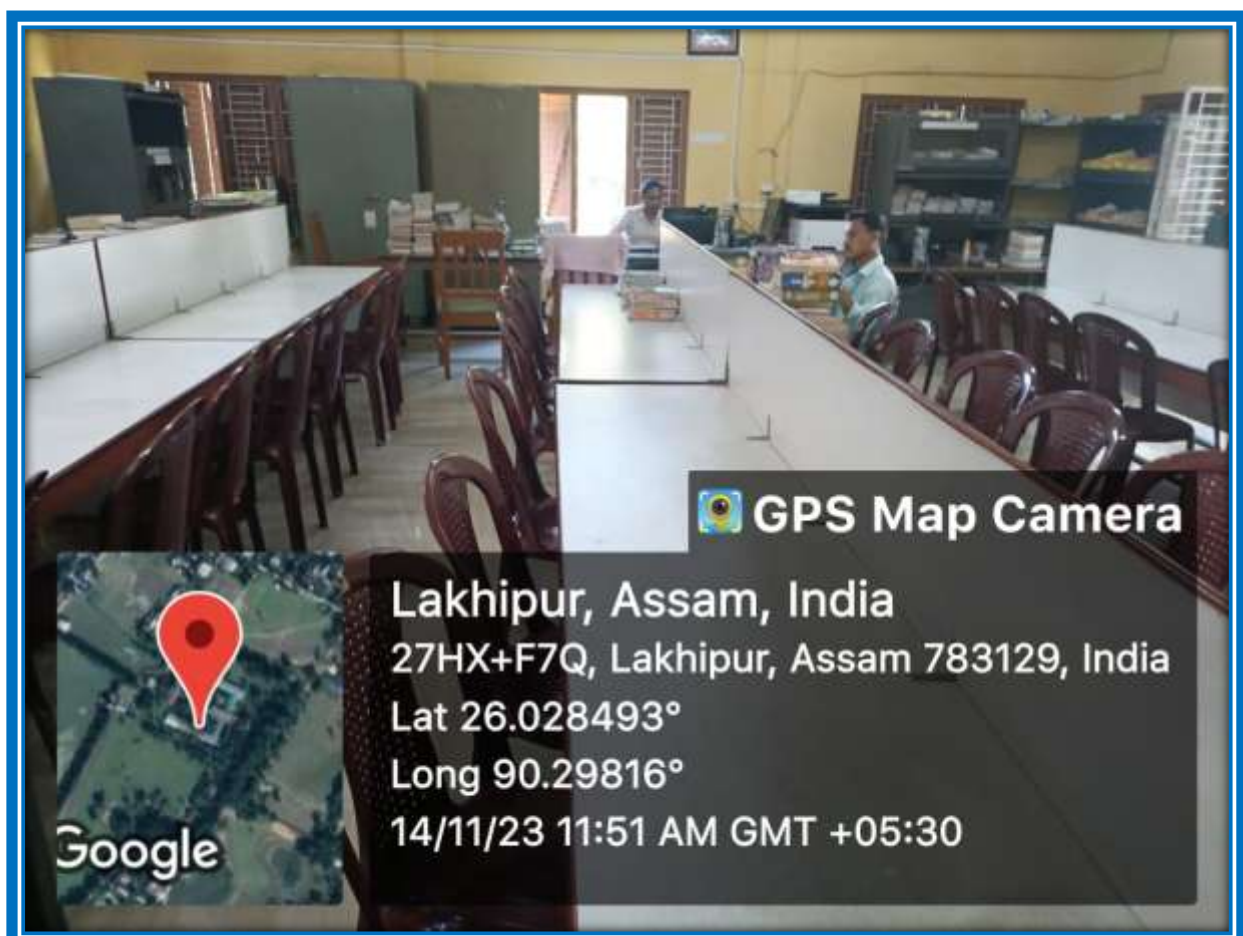 GPS Map Camera
Lakhipur, Assam, India
27HX+F7Q, Lakhipur, Assam 783129, India
Lat 26.028493°
Long 90.29816°
14/11/23 11:51 AM GMT +05:30
Google